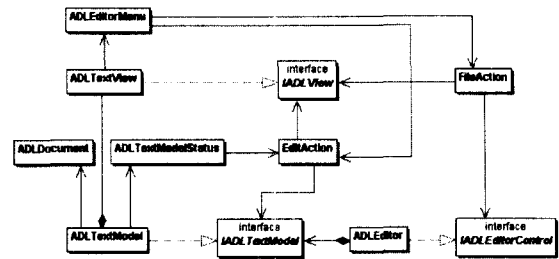 ADLEditorMenu
ADLTextView
interface
IADLView
FileAction
ADLDocument
ADLTextModelStatus
EditAction
ADLTextModel
interface
IADLTextModel
ADLEditor
interface
IADLEditorControl